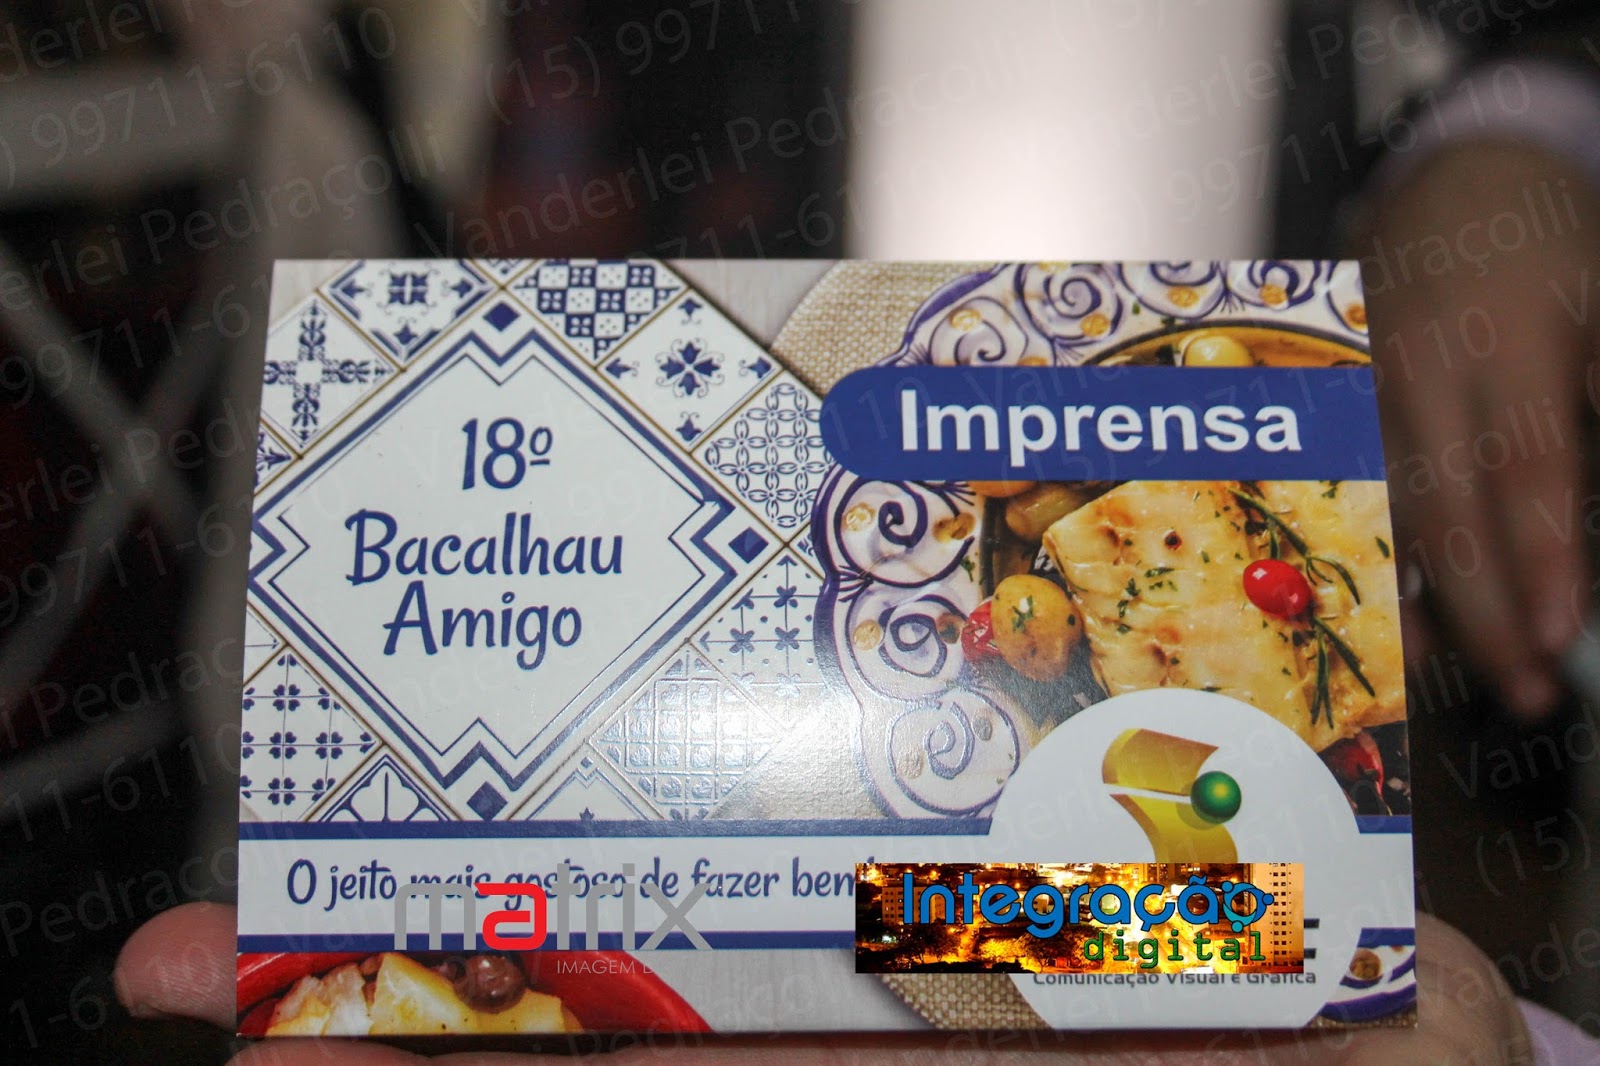 Imprensa
18º
Bacalhau
Amigo
O jeito mais gostoso de fazer bem
matrix
IMAGEM D
Integração
digital
Comunicação Visual e Gráfica
Vanderlei Pedraçolli
(15) 99711-6110